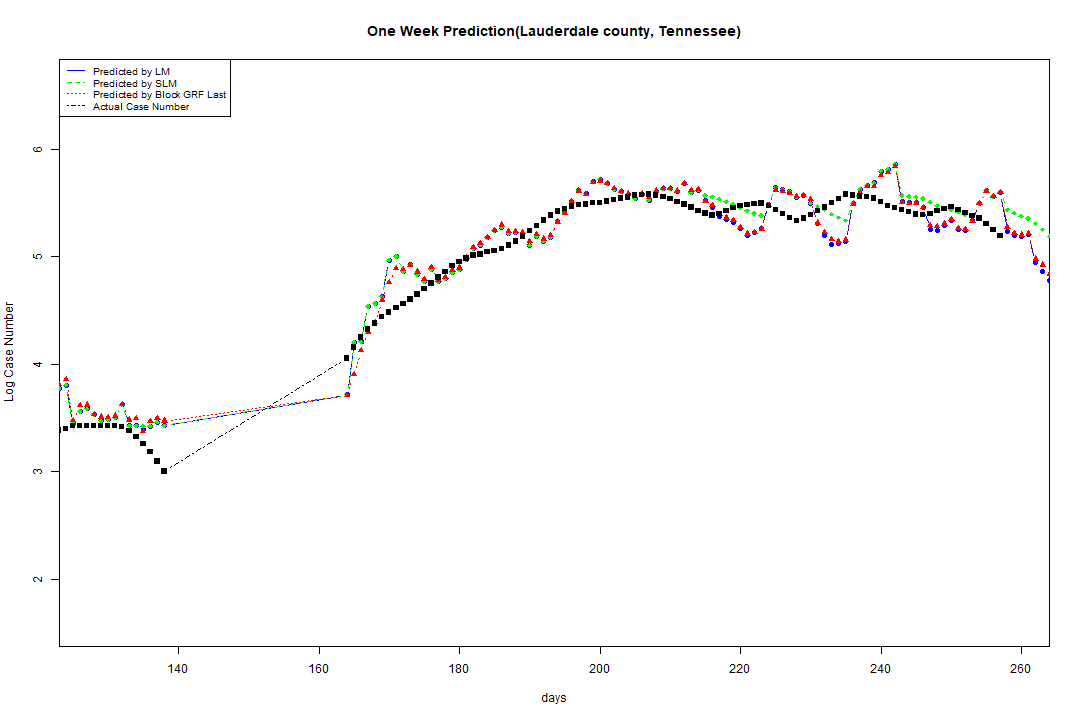 One Week Prediction(Lauderdale county, Tennessee)
Predicted by LM
Predicted by SLM
Predicted by Block GRF Last
Actual Case Number
6
5
4
3
2
Log Case Number
140 160 180 200 220 240 260
days